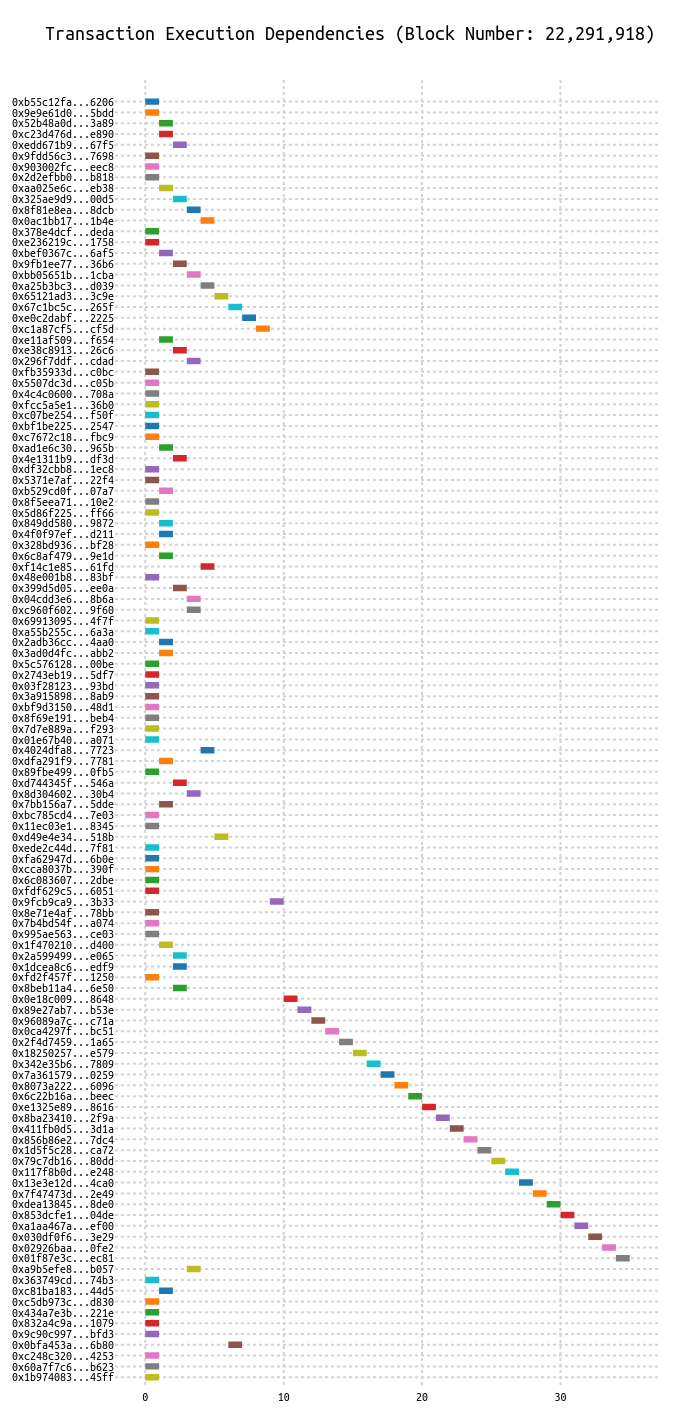 Transaction Execution Dependencies (Block Number: 22,291,918)
0xb55c12fa...6206
0x9e9e61d0...5bdd
0x52b48a0d...3a89
0xc23d476d...e890
0xedd671b9...67f5
0x9fdd56c3...7698
0x903002fc...eec8
0x2d2efbb0...b818
0xaa025e6c...eb38
0x325ae9d9...00d5
0x8f81e8ea...8dcb
0x0ac1bb17...1b4e
0x378e4dcf...deda
0xe236219c...1758
0xbef0367c...6af5
0x9fb1ee77...36b6
0xbb05651b...1cba
0xa25b3bc3...d039
0x65121ad3...3c9e
0x67c1bc5c...265f
0xe0c2dabf...2225
0xc1a87cf5...cf5d
0xe11af509...f654
0xe38c8913...26c6
0x296f7ddf...cdad
0xfb35933d...c0bc
0x5507dc3d...c05b
0x4c4c0600...708a
0xfcc5a5e1...36b0
0xc07be254...f50f
0xbf1be225...2547
0xc7672c18...fbc9
0xad1e6c30...965b
0x4e1311b9...df3d
0xdf32cbb8...1ec8
0x5371e7af...22f4
0xb529cd0f...07a7
0x8f5eea71...10e2
0x5d86f225...ff66
0x849dd580...9872
0x4f0f97ef...d211
0x328bd936...bf28
0x6c8af479...9e1d
0xf14c1e85...61fd
0x48e001b8...83bf
0x399d5d05...ee0a
0x04cdd3e6...8b6a
0xc960f602...9f60
0x69913095...4f7f
0xa55b255c...6a3a
0x2adb36cc...4aa0
0x3ad0d4fc...abb2
0x5c576128...00be
0x2743eb19...5df7
0x03f28123...93bd
0x3a915898...8ab9
0xbf9d3150...48d1
0x8f69e191...beb4
0x7d7e889a...f293
0x01e67b40...a071
0x4024dfa8...7723
0xdfa291f9...7781
0x89fbe499...0fb5
0xd744345f...546a
0x8d304602...30b4
0x7bb156a7...5dde
0xbc785cd4...7e03
0x11ec03e1...8345
0xd49e4e34...518b
0xede2c44d...7f81
0xfa62947d...6b0e
0xcca8037b...390f
0x6c083607...2dbe
0xfdf629c5...6051
0x9fcb9ca9...3b33
0x8e71e4af...78bb
0x7b4bd54f...a074
0x995ae563...ce03
0x1f470210...d400
0x2a599499...e065
0x1dcea8c6...edf9
0xfd2f457f...1250
0x8beb11a4...6e50
0x0e18c009...8648
0x89e27ab7...b53e
0x96089a7c...c71a
0x0ca4297f...bc51
0x2f4d7459...1a65
0x18250257...e579
0x342e35b6...7809
0x7a361579...0259
0x8073a222...6096
0x6c22b16a...beec
0xe1325e89...8616
0x8ba23410...2f9a
0x411fb0d5...3d1a
0x856b86e2...7dc4
0x1d5f5c28...ca72
0x79c7db16...80dd
0x117f8b0d...e248
0x13e3e12d...4ca0
0x7f47473d...2e49
0xdea13845...8de0
0x853dcfe1...04de
0xa1aa467a...ef00
0x030df0f6...3e29
0x02926baa...0fe2
0x01f87e3c...ec81
0xa9b5efe8...b057
0x363749cd...74b3
0xc81ba183...44d5
0xc5db973c...d830
0x434a7e3b...221e
0x832a4c9a...1079
0x9c90c997...bfd3
0x0bfa453a...6b80
0xc248c320...4253
0x60a7f7c6...b623
0x1b974083...45ff
0 10 20 30